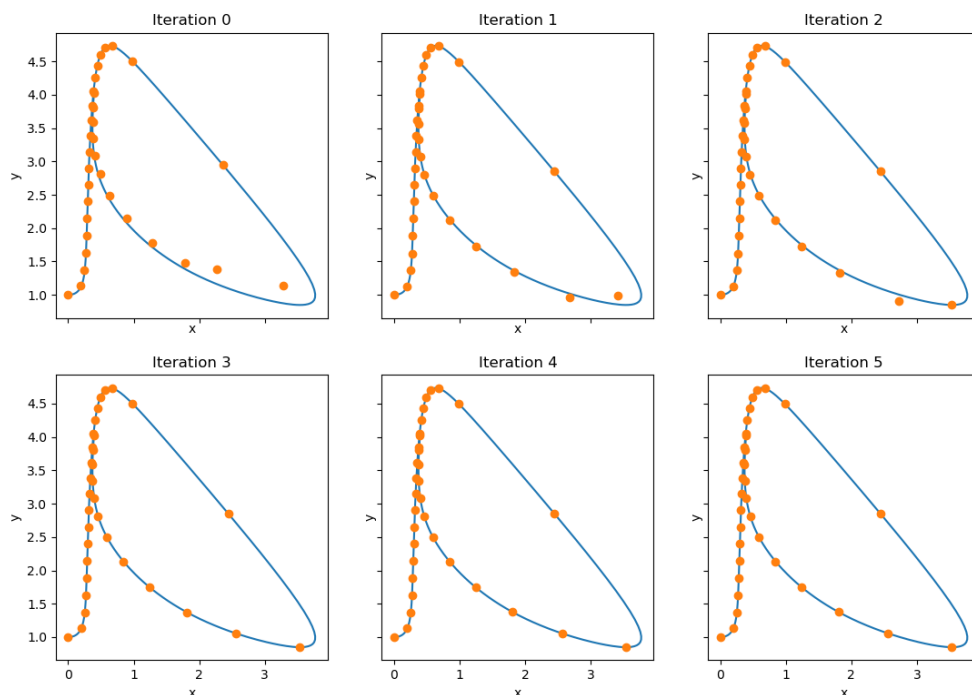 Iteration 0
Iteration 1
Iteration 2
4.5
4.0
3.5
3.0
2.5
2.0
1.5
1.0
y
y
y
x
x
x
Iteration 3
Iteration 4
Iteration 5
4.5
4.0
3.5
3.0
2.5
2.0
1.5
1.0
y
y
y
0 1 2 3
0 1 2 3
0 1 2 3
x
x
x